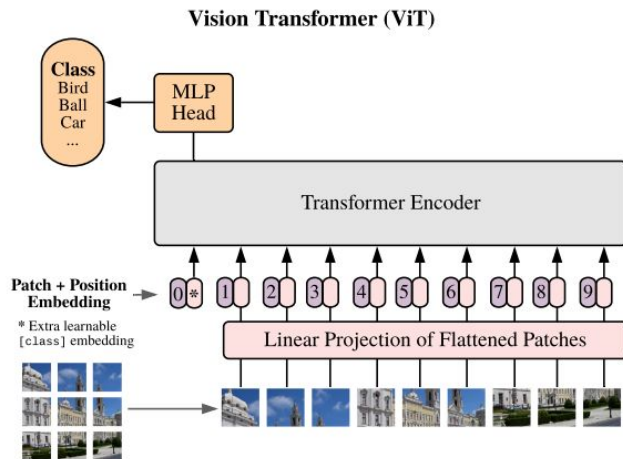 Vision Transformer (ViT)
Class
Bird
Ball
Car
...
MLP
Head
Transformer Encoder
Patch + Position
Embedding
0 * 1 2 3 4 5 6 7 8 9
* Extra learnable
[class] embedding
Linear Projection of Flattened Patches